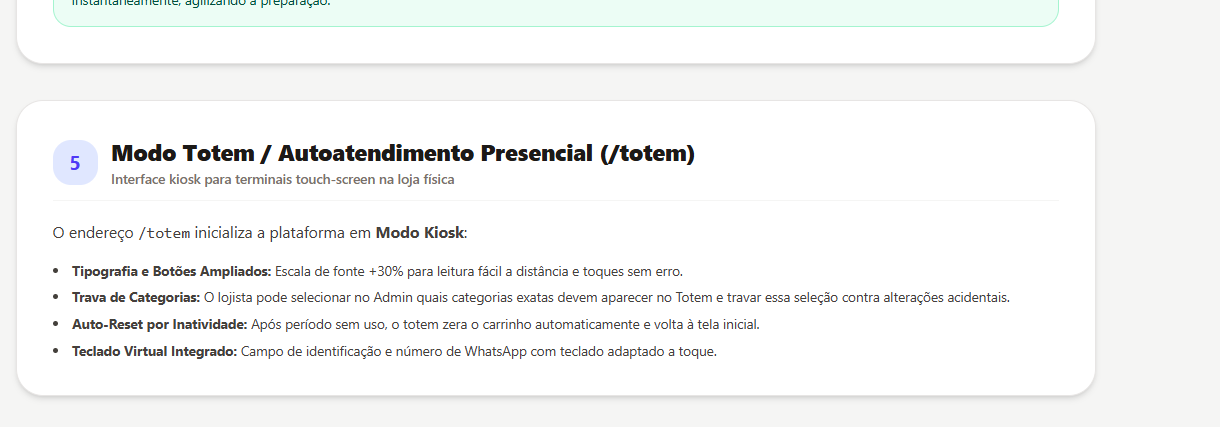 instantaneamente, agilizando a preparação.
5
Modo Totem / Autoatendimento Presencial (/totem)
Interface kiosk para terminais touch-screen na loja física
O endereço /totem inicializa a plataforma em Modo Kiosk:
• Tipografia e Botões Ampliados: Escala de fonte +30% para leitura fácil a distância e toques sem erro.
• Trava de Categorias: O lojista pode selecionar no Admin quais categorias exatas devem aparecer no Totem e travar essa seleção contra alterações acidentais.
• Auto-Reset por Inatividade: Após período sem uso, o totem zera o carrinho automaticamente e volta à tela inicial.
• Teclado Virtual Integrado: Campo de identificação e número de WhatsApp com teclado adaptado a toque.